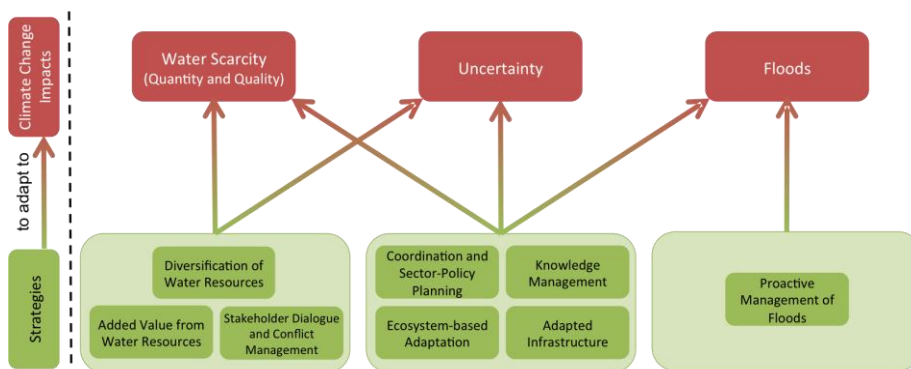 Climate Change
Impacts
to adapt to
Strategies
Water Scarcity
(Quantity and Quality)
Uncertainty
Floods
Diversification of
Water Resources
Added Value from
Water Resources
Stakeholder Dialogue
and Conflict
Management
Coordination and
Sector-Policy
Planning
Knowledge
Management
Ecosystem-based
Adaptation
Adapted
Infrastructure
Proactive
Management of
Floods